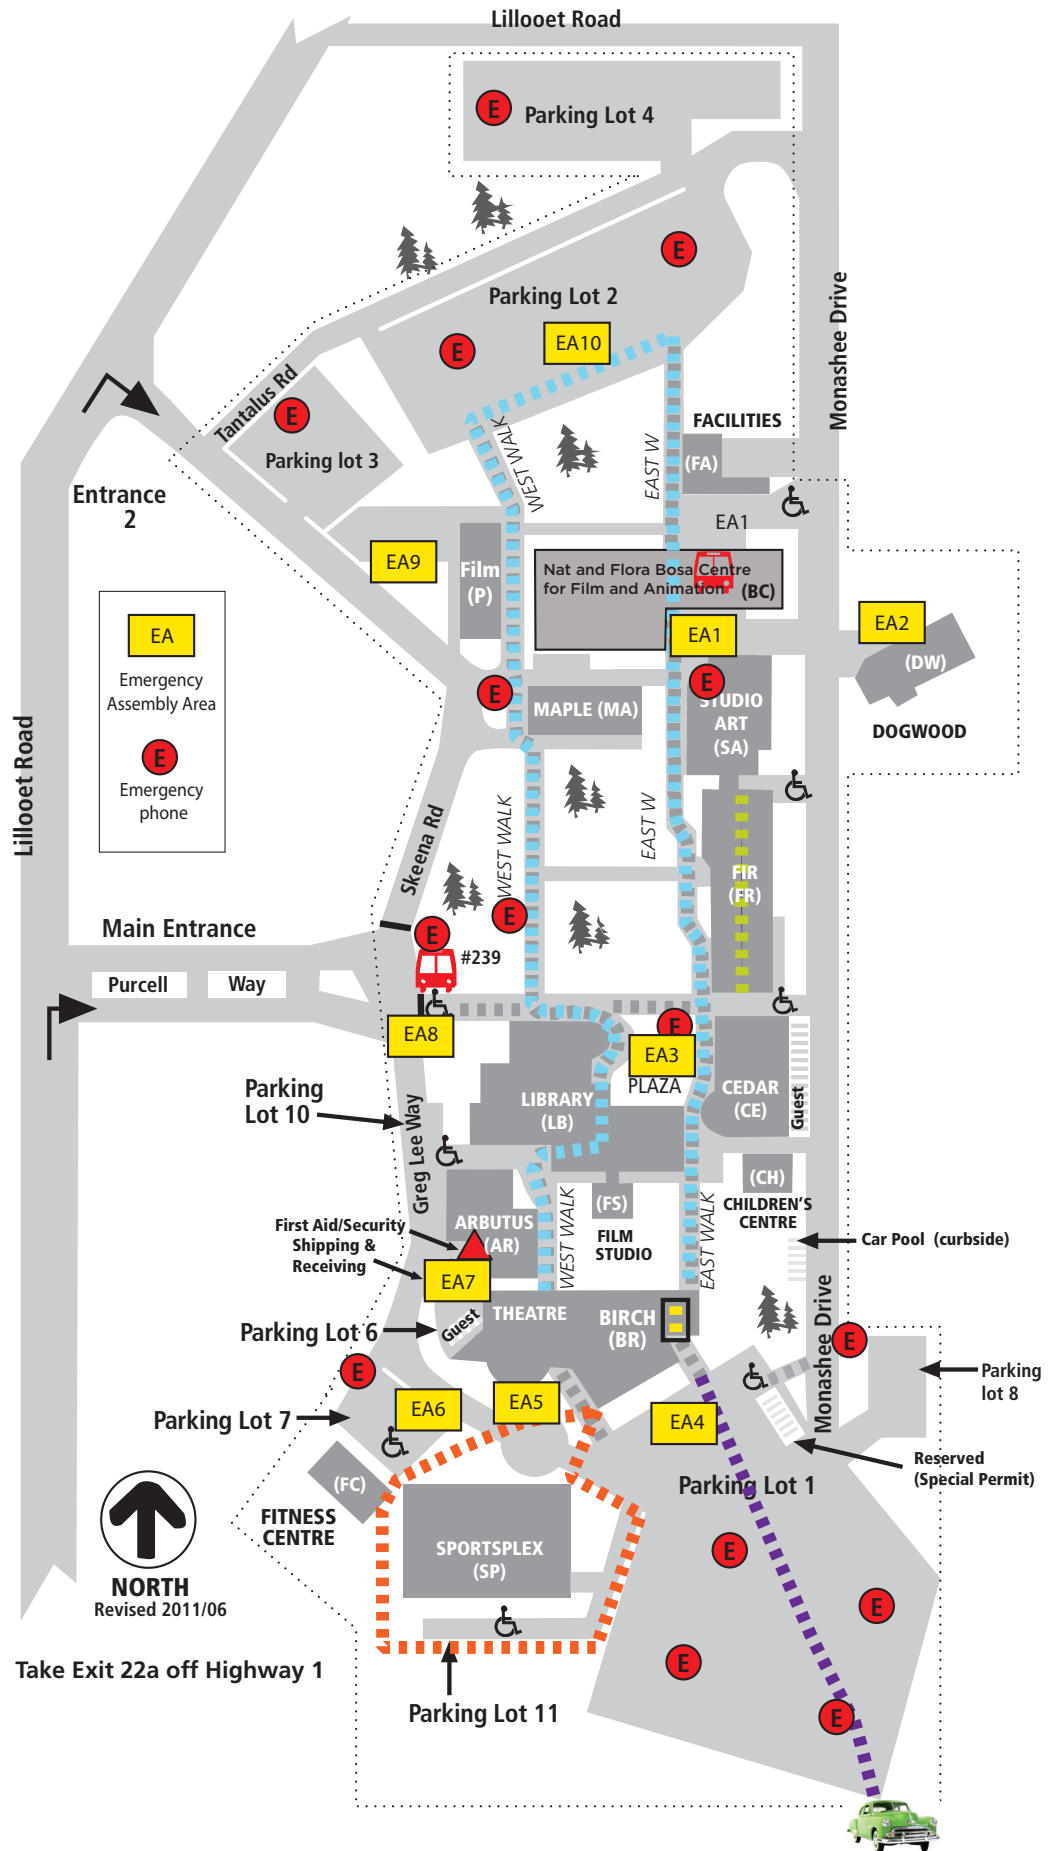 Lillooet Road
E
Parking Lot 4
E
Parking Lot 2
EA10
E
Monashee Drive
Tantalus Rd
E
Parking lot 3
WEST WALK
EAST W
FACILITIES
(FA)
Entrance
2
EA1
EA9
Film
(P)
Nat and Flora Bosa Centre
for Film and Animation
(BC)
EA1
EA2
(DW)
DOGWOOD
EA
Emergency
Assembly Area
E
Emergency
phone
E
MAPLE (MA)
E
STUDIO
ART
(SA)
Lillooet Road
Skeena Rd
WEST WALK
EAST W
FIR
(FR)
Main Entrance
E
E
#239
Purcell
Way
EA8
E
EA3
PLAZA
Parking
Lot 10
Greg Lee Way
LIBRARY
(LB)
CEDAR
(CE)
Guest
(CH)
CHILDREN'S
CENTRE
(FS)
FILM
STUDIO
First Aid/Security
Shipping &
Receiving
ARBUTUS
(AR)
WEST WALK
EAST WALK
Car Pool (curbside)
EA7
THEATRE
BIRCH
(BR)
Guest
Parking Lot 6
Monashee Drive
E
Parking
lot 8
E
EA6
EA5
EA4
Parking Lot 7
Reserved
(Special Permit)
(FC)
FITNESS
CENTRE
Parking Lot 1
SPORTSPLEX
(SP)
E
E
E
E
NORTH
Revised 2011/06
Take Exit 22a off Highway 1
Parking Lot 11